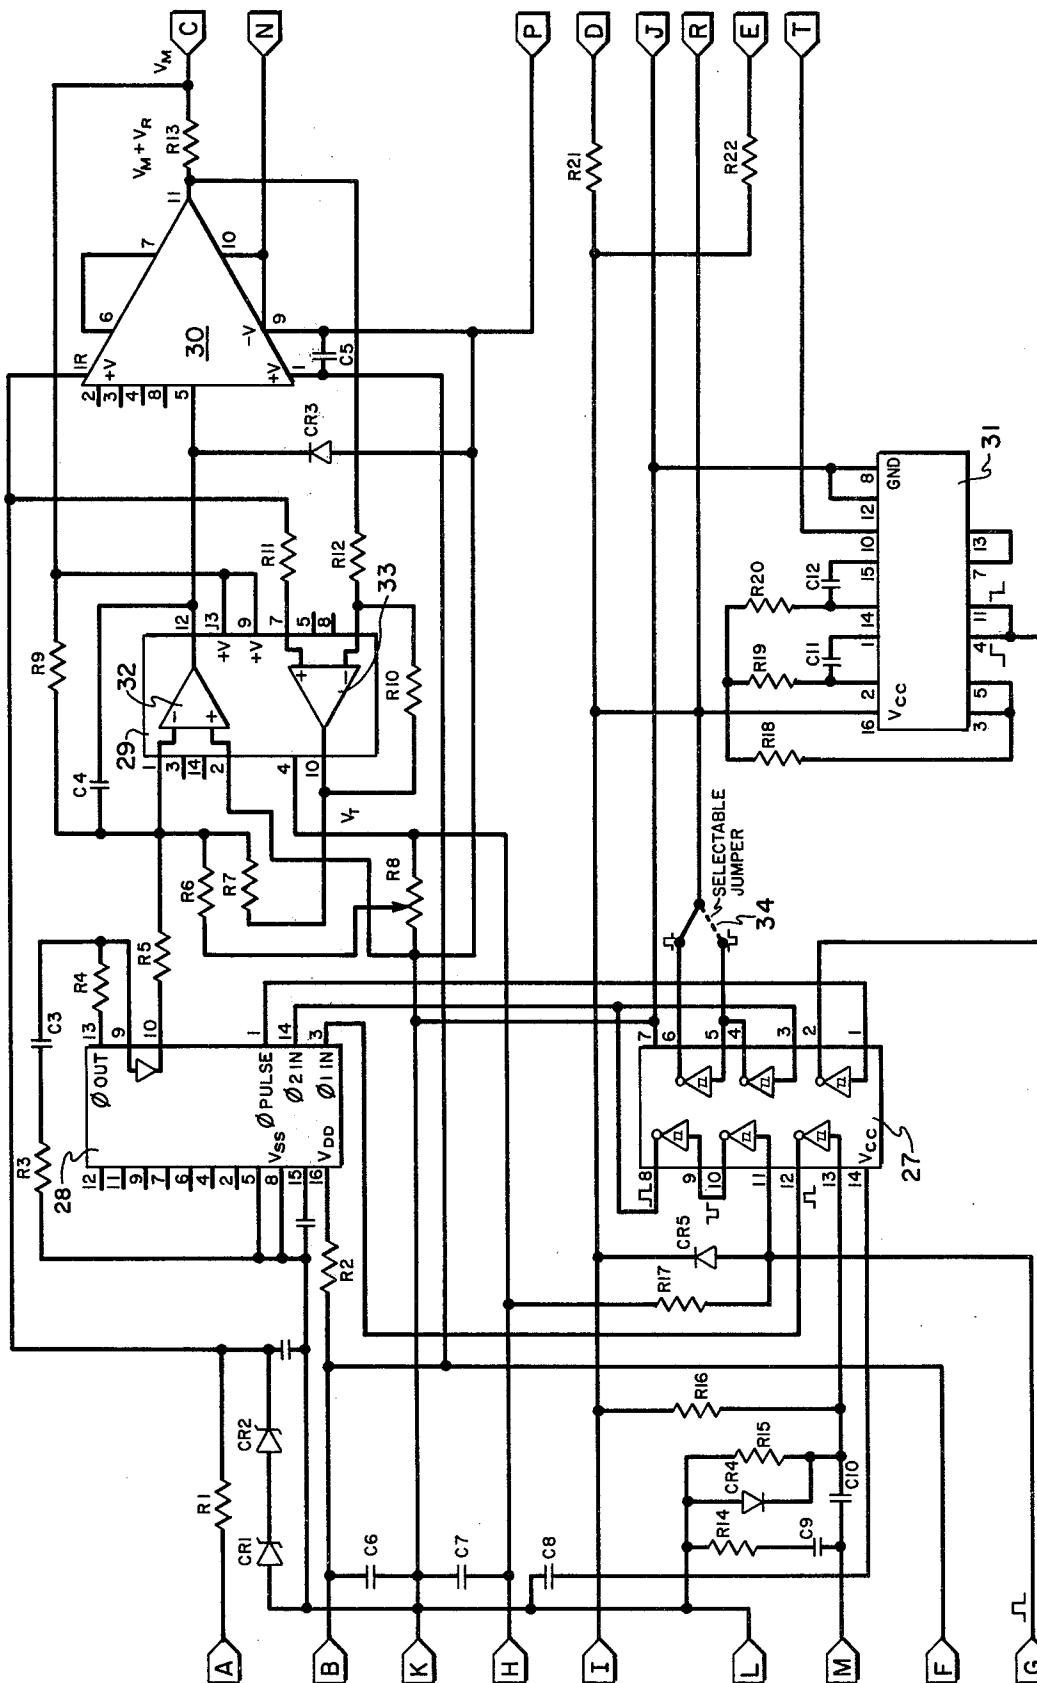 A
B
K
H
I
L
M
F
G
C
N
P
D
J
R
E
T
R1
CR1
CR2
C6
C7
C8
R14
C9
CR4
R15
C10
R16
R17
CR5
R2
R3
C3
28
12
11
9
7
6
4
2
5
8
15
16
VSS
VDD
Ø OUT
Ø PULSE
Ø 2 IN
Ø 1 IN
13
9
10
1
14
3
R4
R5
27
8
9
10
11
12
13
14
VCC
7
6
5
4
3
2
1
SELECTABLE
JUMPER
34
C4
R9
R6
R7
R8
VT
29
1
3
14
2
4
10
32
33
12
13
+V
9
+V
7
5
8
-
+
+
-
R10
R11
R12
CR3
30
2
3
4
8
5
1R
+V
6
7
+V
1
-V
9
10
11
C5
VM + VR
R13
VM
R21
R22
R18
R19
R20
C11
C12
31
16
VCC
2
1
14
15
10
12
8
GND
3
5
4
11
7
13